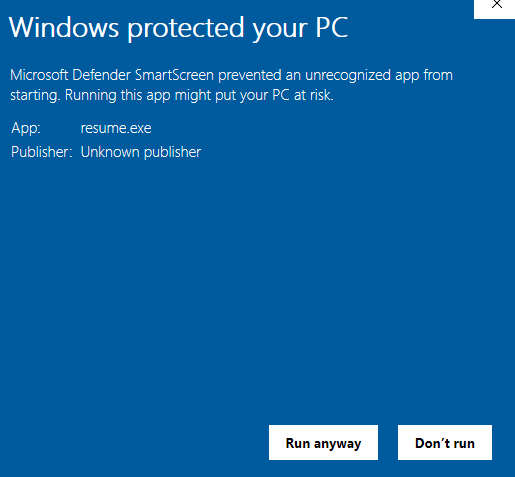 Windows protected your PC
Microsoft Defender SmartScreen prevented an unrecognized app from
starting. Running this app might put your PC at risk.
App: resume.exe
Publisher: Unknown publisher
Run anyway Don't run